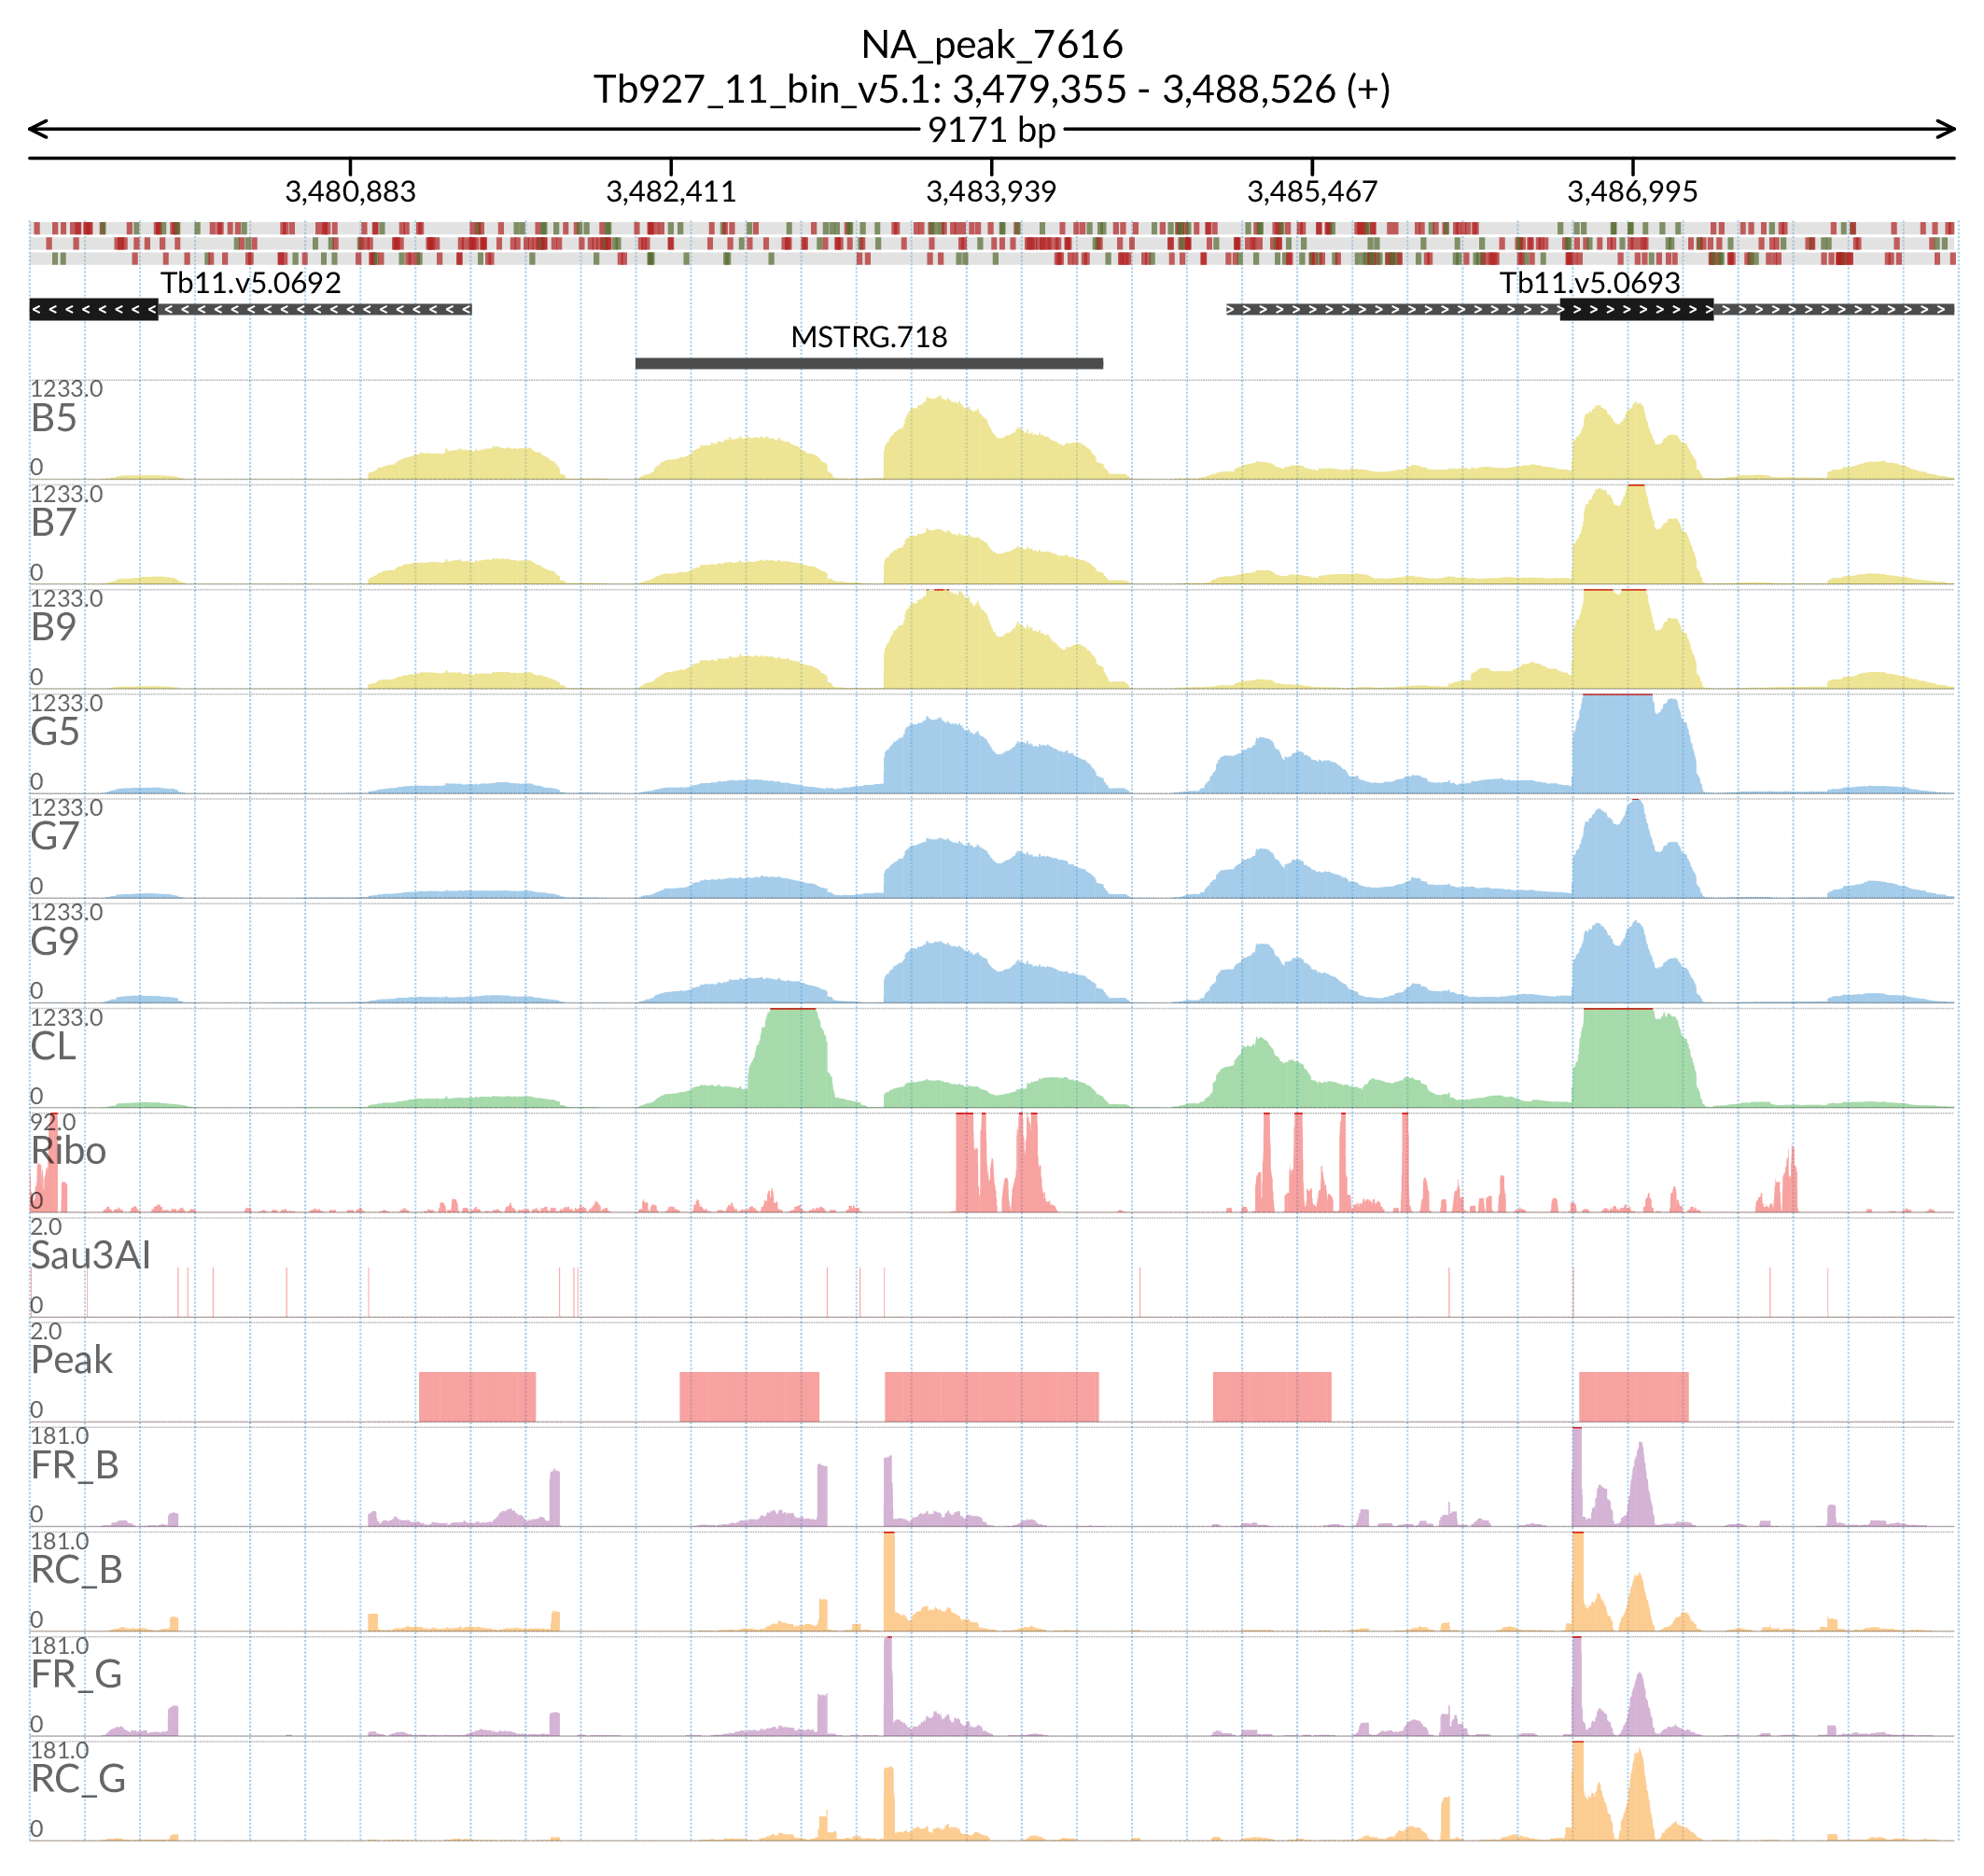 NA_peak_7616
Tb927_11_bin_v5.1: 3,479,355 - 3,488,526 (+)
9171 bp
3,480,883 3,482,411 3,483,939 3,485,467 3,486,995
Tb11.v5.0692 Tb11.v5.0693
MSTRG.718
1233.0
B5
0
1233.0
B7
0
1233.0
B9
0
1233.0
G5
0
1233.0
G7
0
1233.0
G9
0
1233.0
CL
0
92.0
Ribo
0
2.0
Sau3AI
0
2.0
Peak
0
181.0
FR_B
0
181.0
RC_B
0
181.0
FR_G
0
181.0
RC_G
0